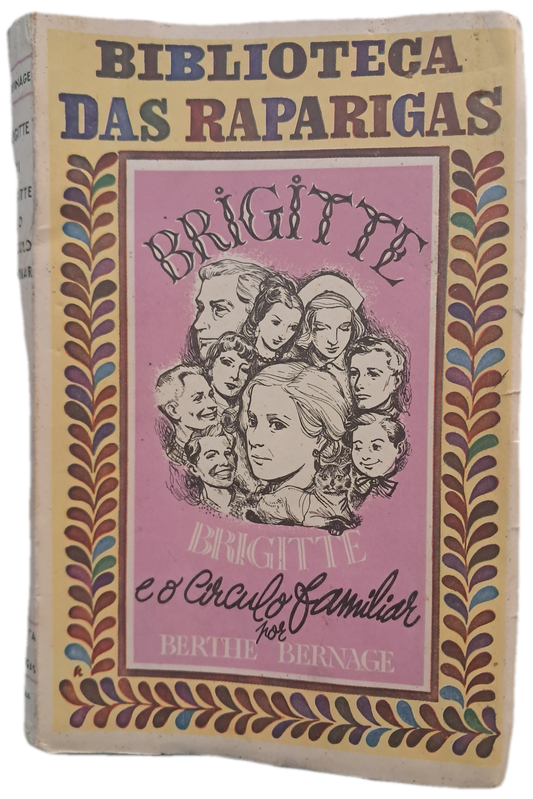 BIBLIOTECA
DAS RAPARIGAS
BRIGITTE
BRIGITTE
e o circulo familiar
por
BERTHE BERNAGE